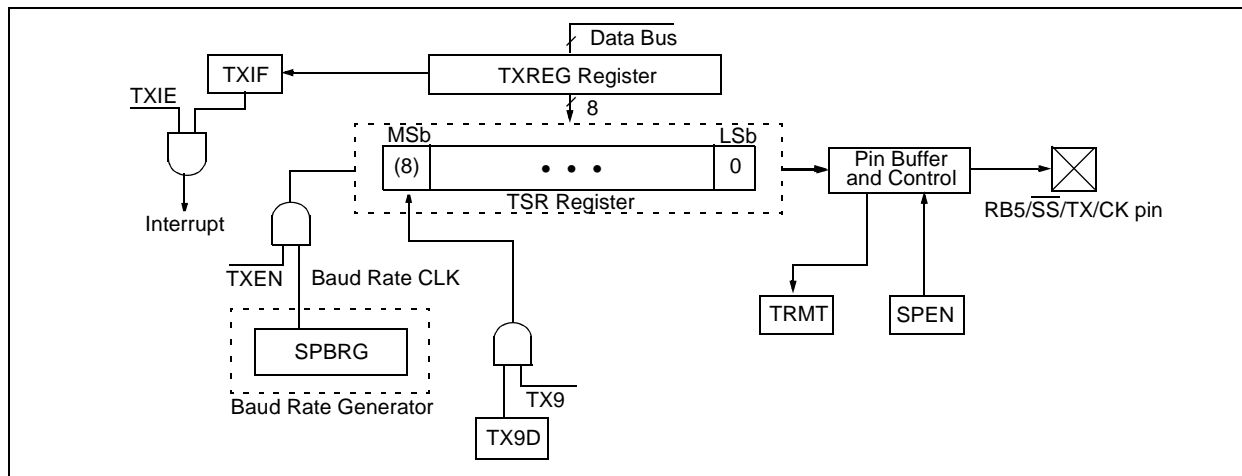 Data Bus
TXIF
TXREG Register
TXIE
8
MSb
LSb
(8)
• • •
0
Pin Buffer
and Control
TSR Register
Interrupt
RB5/SS/TX/CK pin
TXEN
Baud Rate CLK
TRMT
SPEN
SPBRG
TX9
Baud Rate Generator
TX9D